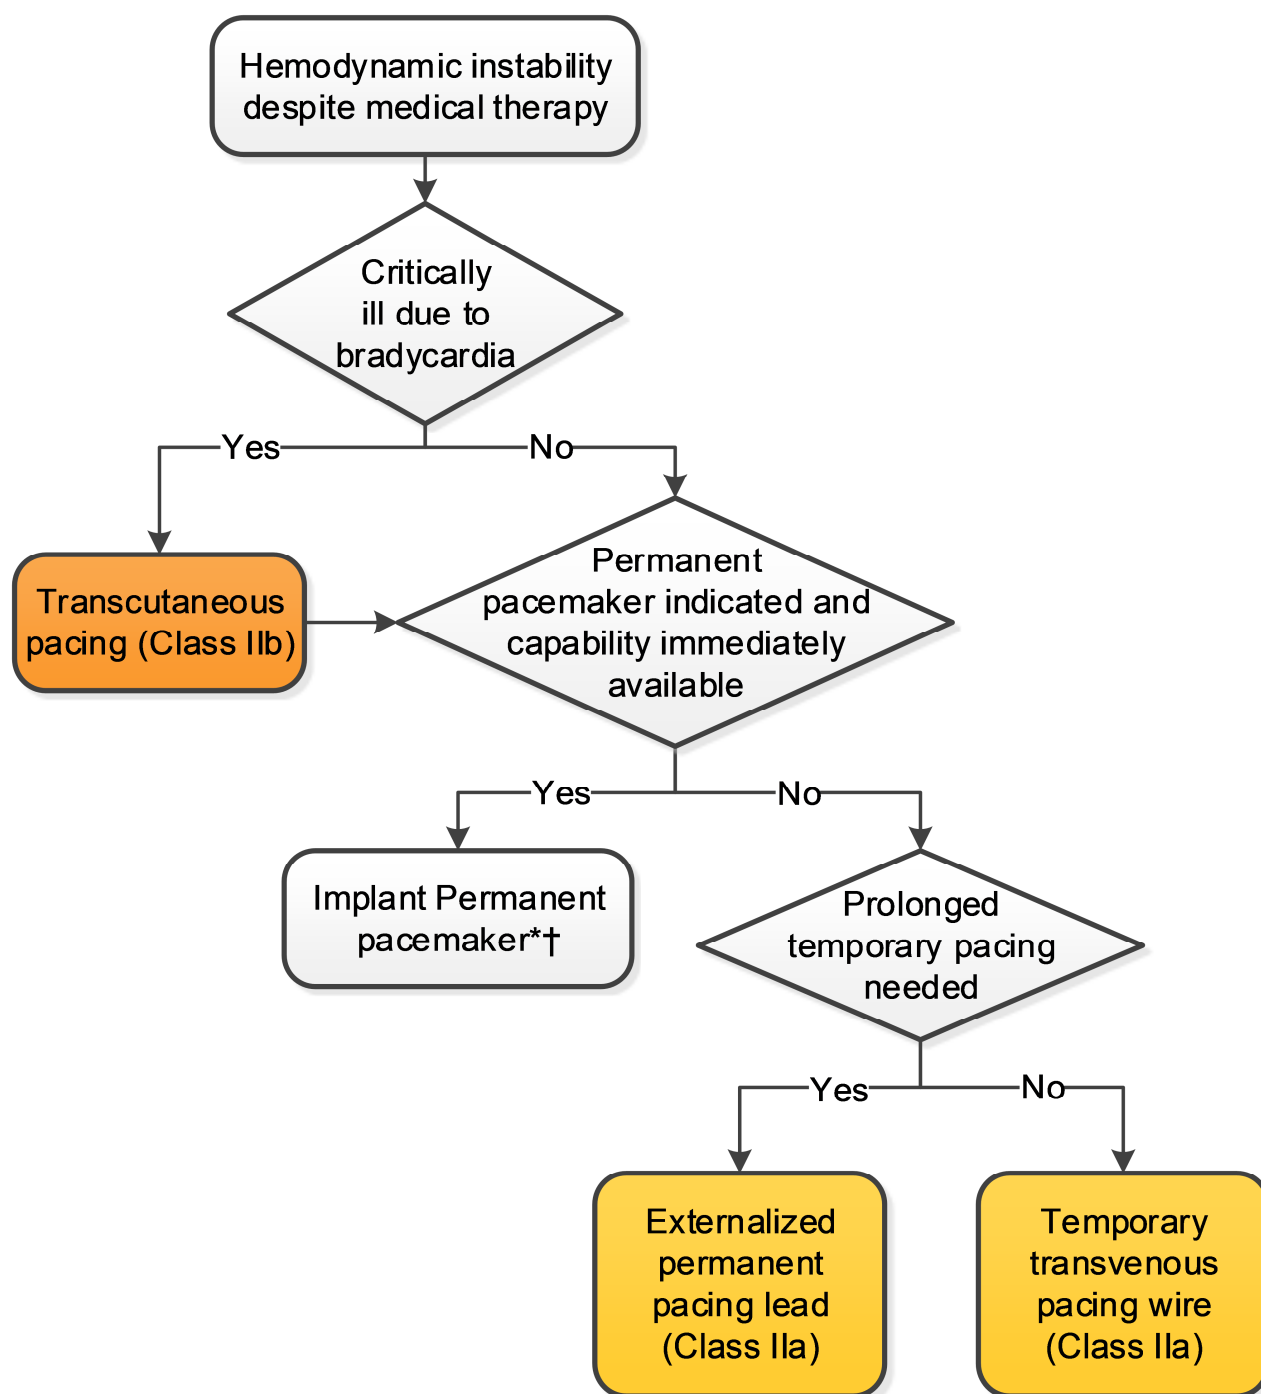 Hemodynamic instability
despite medical therapy
Critically
ill due to
bradycardia
Yes
No
Transcutaneous
pacing (Class IIb)
Permanent
pacemaker indicated and
capability immediately
available
Yes
No
Implant Permanent
pacemaker*†
Prolonged
temporary pacing
needed
Yes
No
Externalized
permanent
pacing lead
(Class IIa)
Temporary
transvenous
pacing wire
(Class IIa)